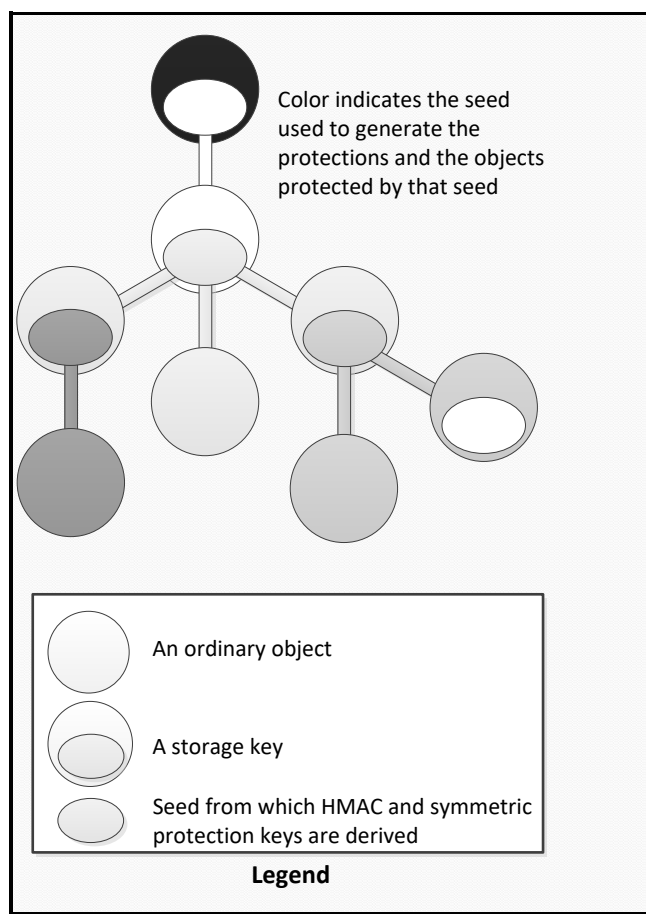 Color indicates the seed
used to generate the
protections and the objects
protected by that seed
An ordinary object
A storage key
Seed from which HMAC and symmetric
protection keys are derived
Legend